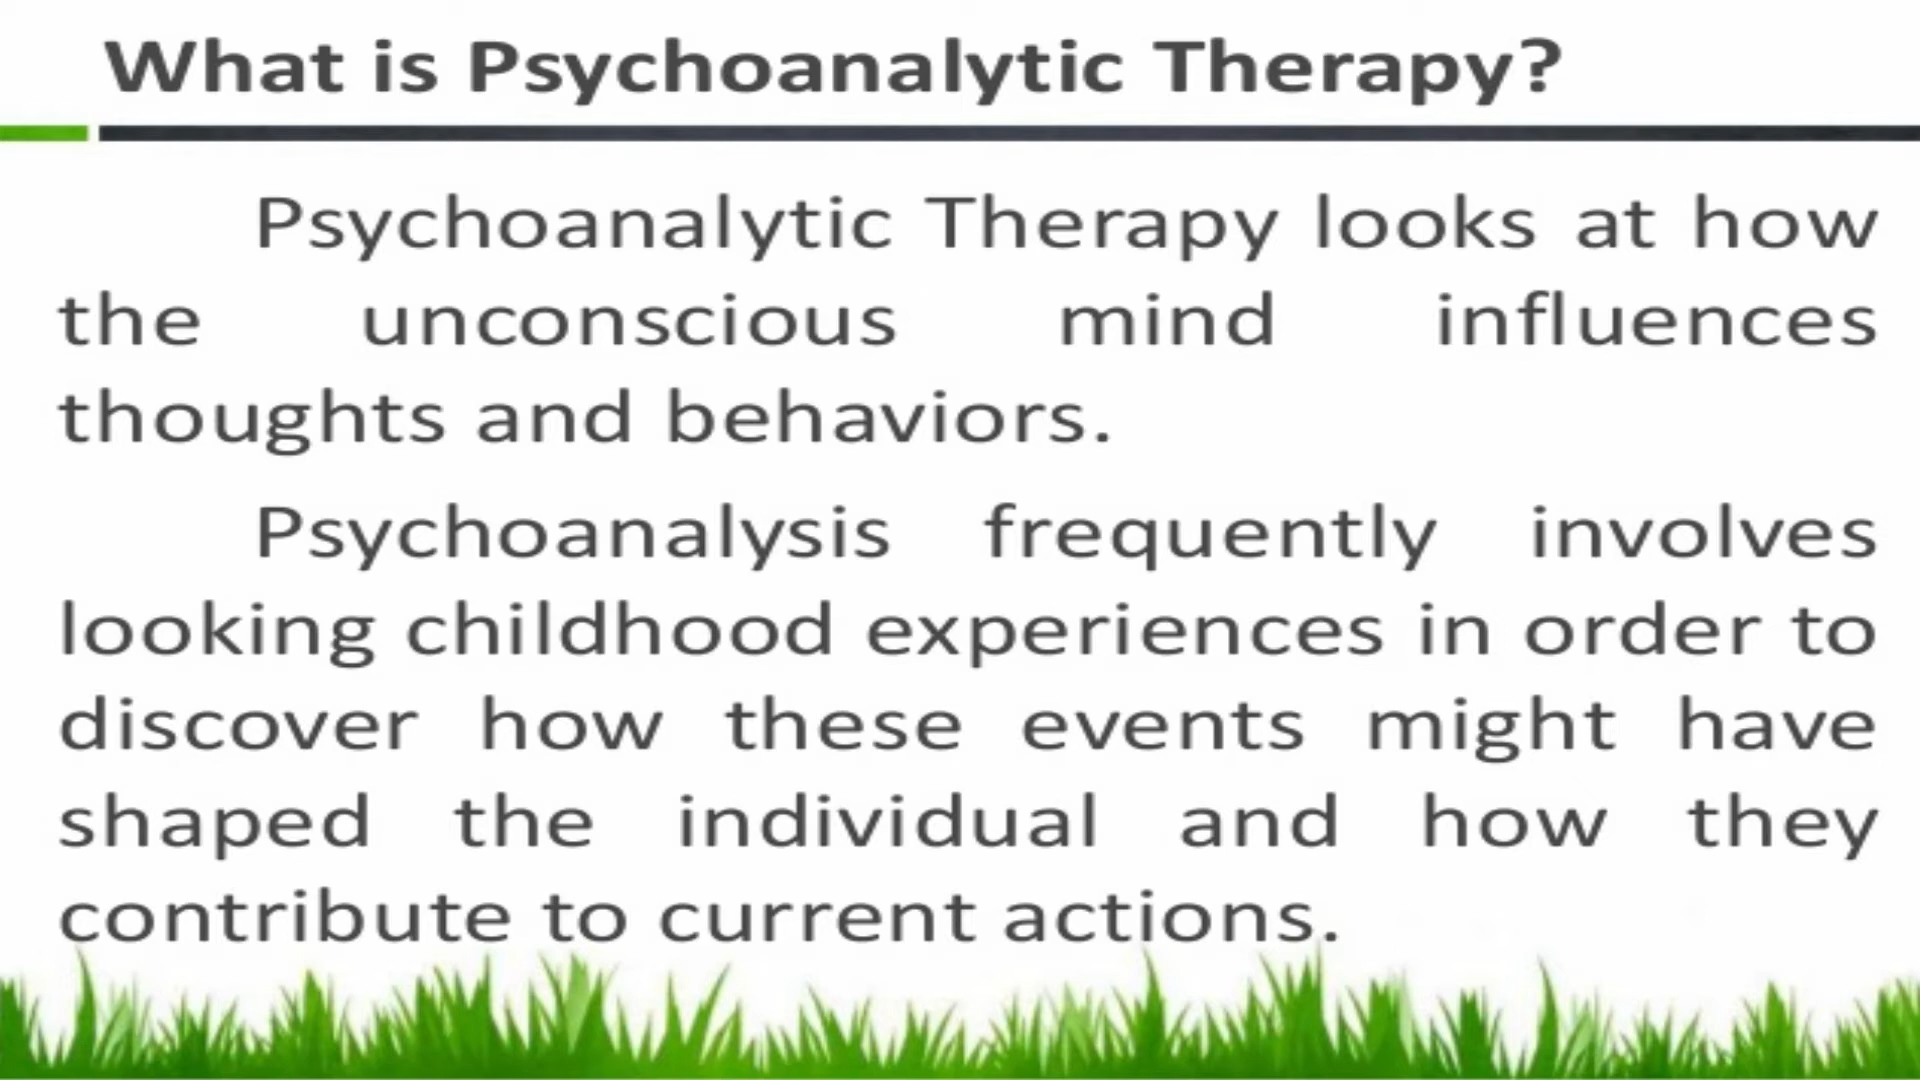 What is Psychoanalytic Therapy?
Psychoanalytic Therapy looks at how
the unconscious mind influences
thoughts and behaviors.
Psychoanalysis frequently involves
looking childhood experiences in order to
discover how these events might have
shaped the individual and how they
contribute to current actions.